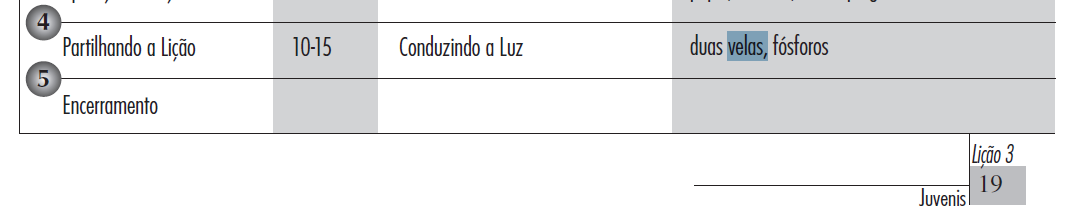 4
Partilhando a Lição 10-15 Conduzindo a Luz duas velas, fósforos
5
Encerramento
Lição 3
19
Juvenis